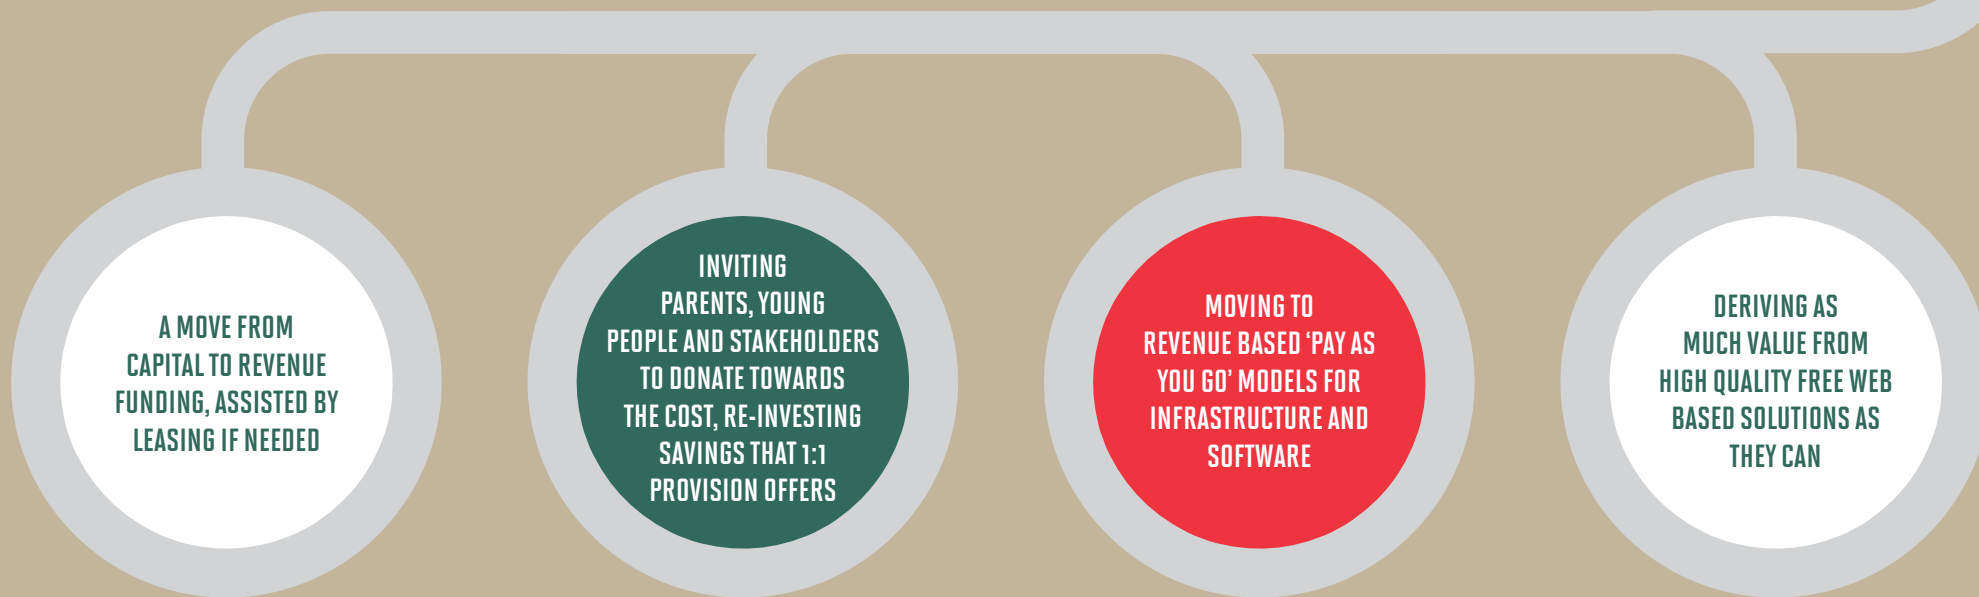 A MOVE FROM
CAPITAL TO REVENUE
FUNDING, ASSISTED BY
LEASING IF NEEDED
INVITING
PARENTS, YOUNG
PEOPLE AND STAKEHOLDERS
TO DONATE TOWARDS
THE COST, RE-INVESTING
SAVINGS THAT 1:1
PROVISION OFFERS
MOVING TO
REVENUE BASED ‘PAY AS
YOU GO’ MODELS FOR
INFRASTRUCTURE AND
SOFTWARE
DERIVING AS
MUCH VALUE FROM
HIGH QUALITY FREE WEB
BASED SOLUTIONS AS
THEY CAN